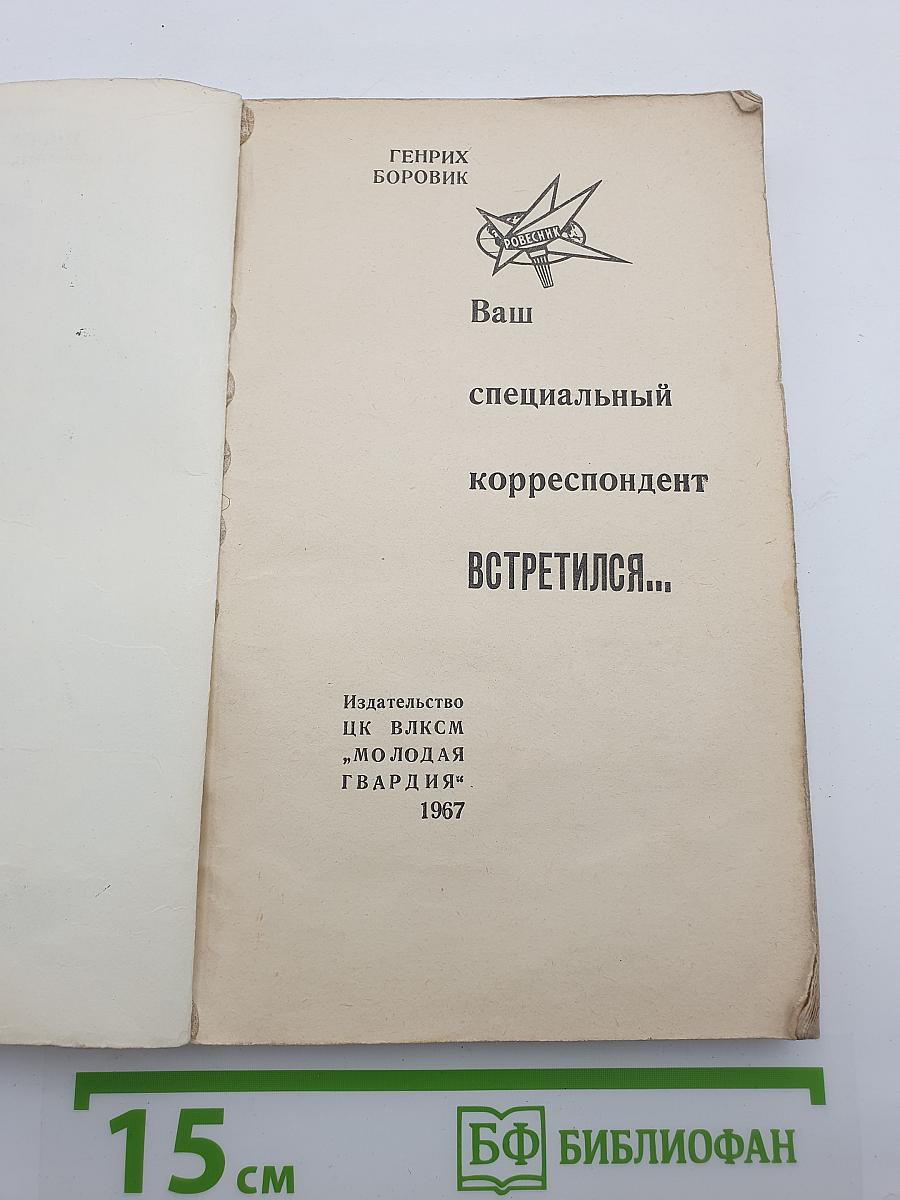 ГЕНРИХ
БОРОВИК
РОВЕСНИК
Ваш
специальный
корреспондент
ВСТРЕТИЛСЯ...
Издательство
ЦК ВЛКСМ
„МОЛОДАЯ
ГВАРДИЯ“
1967
15 см
БФ БИБЛИОФАН